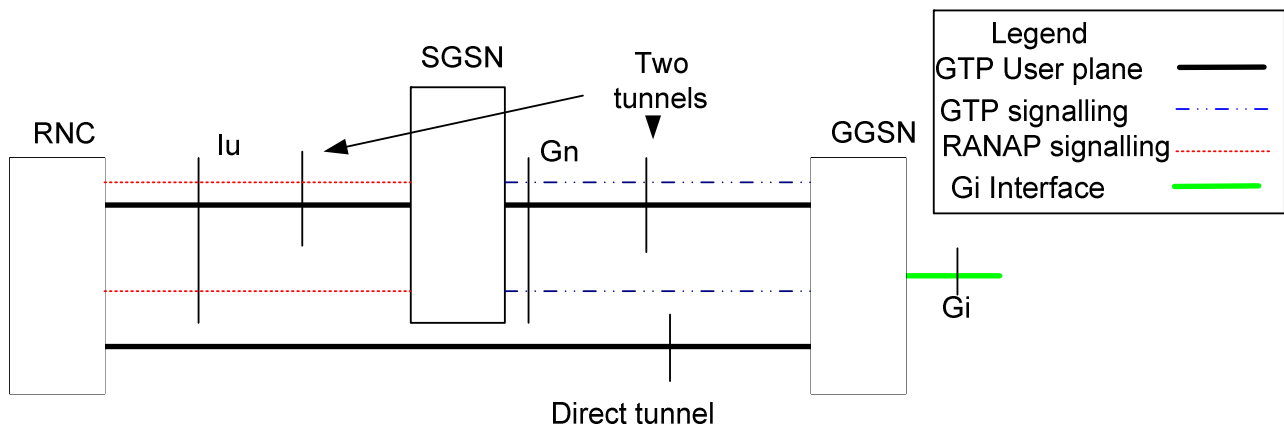 Legend
GTP User plane
GTP signalling
RANAP signalling
Gi Interface
SGSN
Two
tunnels
RNC
Iu
Gn
GGSN
Gi
Direct tunnel